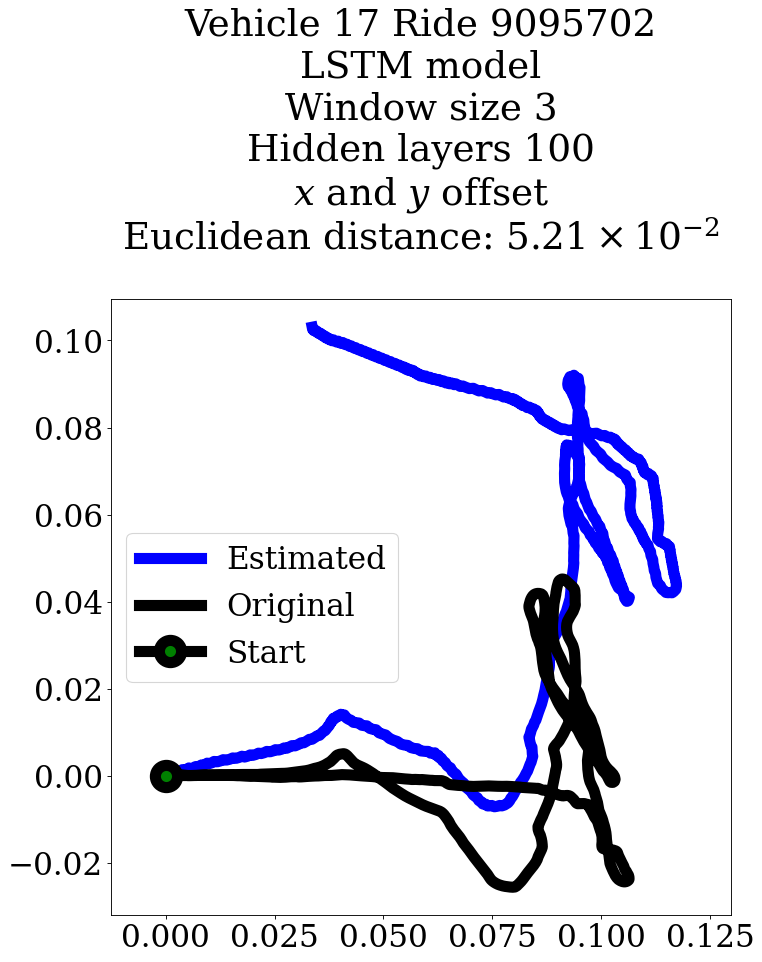 Vehicle 17 Ride 9095702
LSTM model
Window size 3
Hidden layers 100
x and y offset
Euclidean distance: 5.21 × 10⁻²
0.10
0.08
0.06
0.04
0.02
0.00
−0.02
Estimated
Original
Start
0.000 0.025 0.050 0.075 0.100 0.125